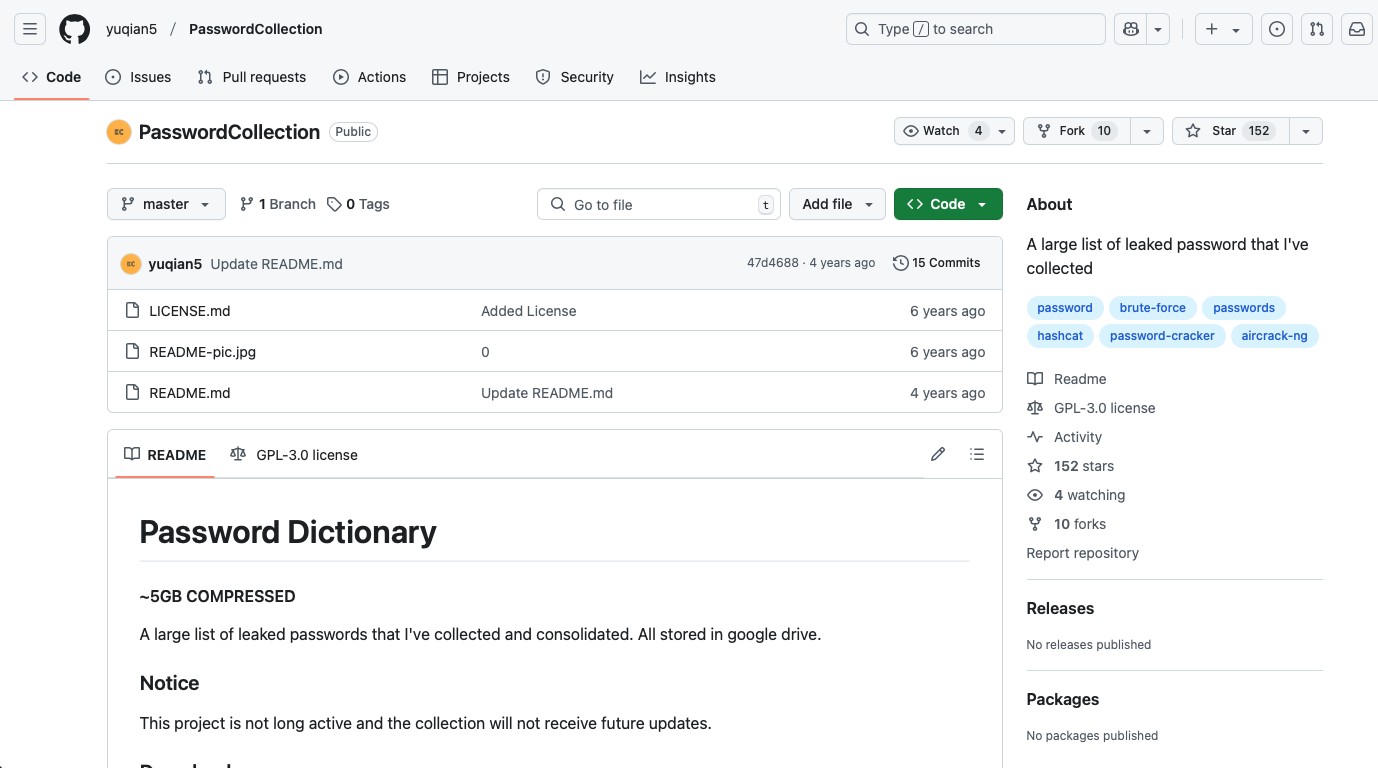 yuqian5 / PasswordCollection
Type / to search
Code Issues Pull requests Actions Projects Security Insights
PasswordCollection Public
Watch 4 Fork 10 Star 152
master 1 Branch 0 Tags
Go to file t Add file Code
yuqian5 Update README.md 47d4688 · 4 years ago 15 Commits
LICENSE.md Added License 6 years ago
README-pic.jpg 0 6 years ago
README.md Update README.md 4 years ago
README GPL-3.0 license
Password Dictionary
~5GB COMPRESSED
A large list of leaked passwords that I've collected and consolidated. All stored in google drive.
Notice
This project is not long active and the collection will not receive future updates.
About
A large list of leaked password that I've
collected
password brute-force passwords
hashcat password-cracker aircrack-ng
Readme
GPL-3.0 license
Activity
152 stars
4 watching
10 forks
Report repository
Releases
No releases published
Packages
No packages published